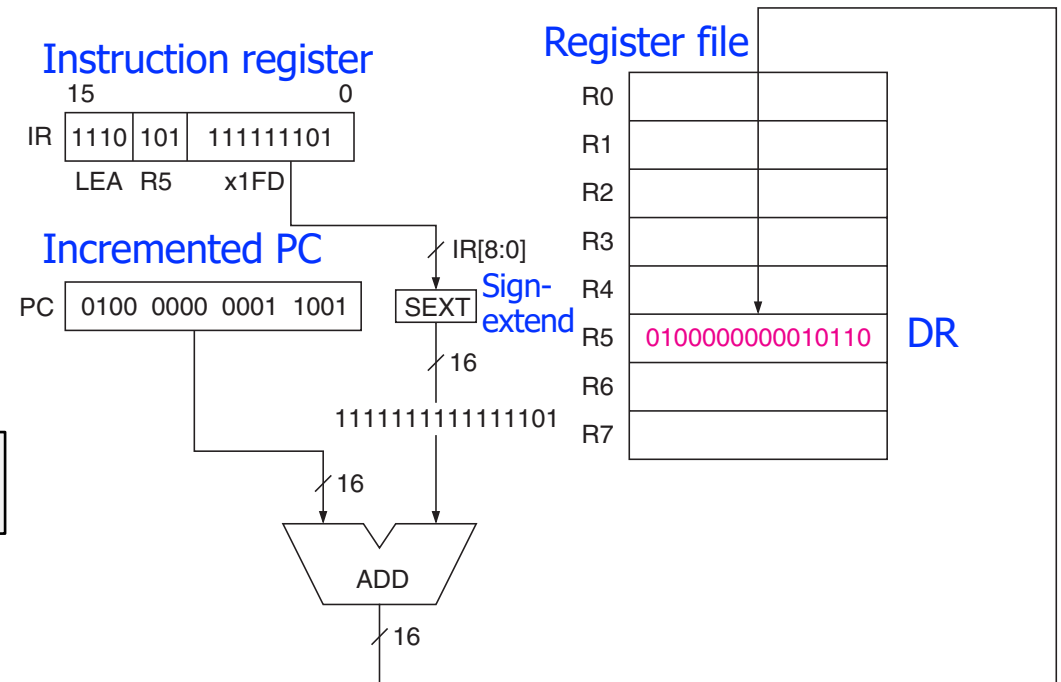 Instruction register
15 0
IR 1110 101 111111101
LEA R5 x1FD
IR[8:0]
Incremented PC
PC 0100 0000 0001 1001
SEXT
Sign-
extend
16
1111111111111101
16
ADD
16
Register file
R0
R1
R2
R3
R4
R5 0100000000010110 DR
R6
R7